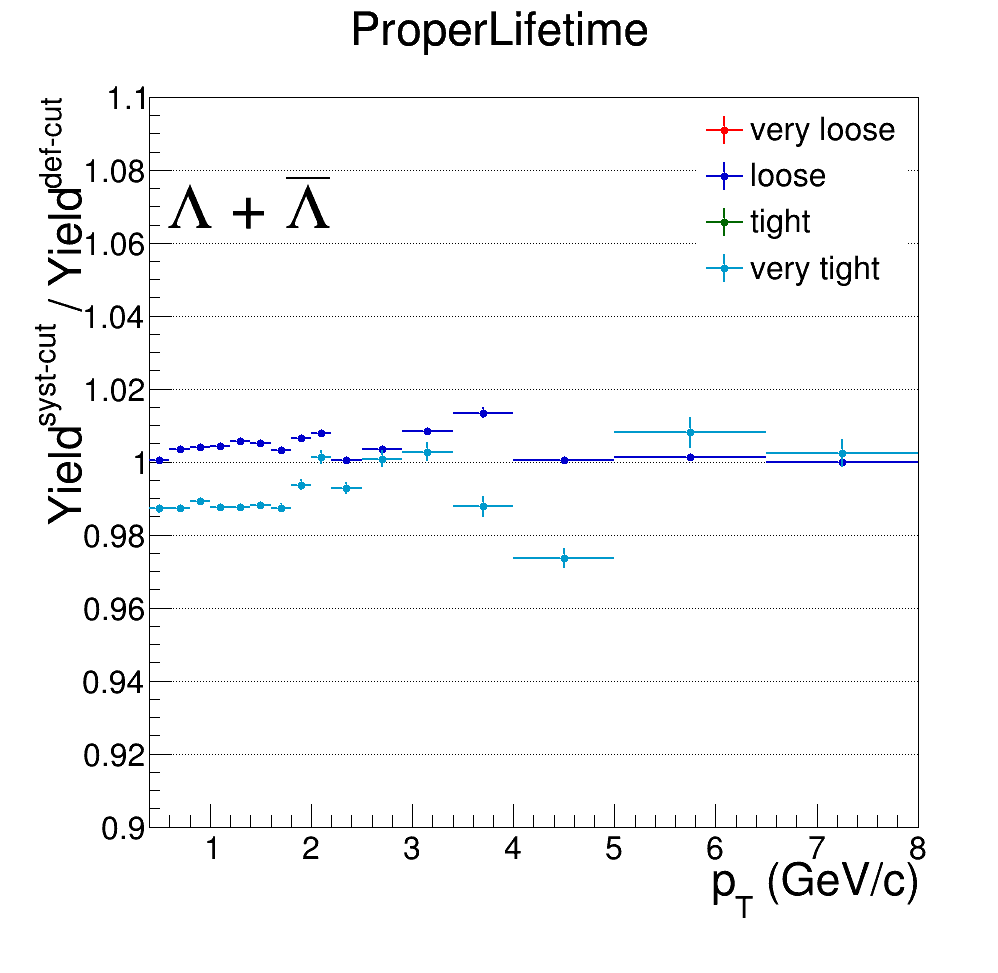 ProperLifetime
Yield^syst-cut / Yield^def-cut
Λ + Λ̅
very loose
loose
tight
very tight
1.1
1.08
1.06
1.04
1.02
1
0.98
0.96
0.94
0.92
0.9
1 2 3 4 5 6 7 8
p_T (GeV/c)